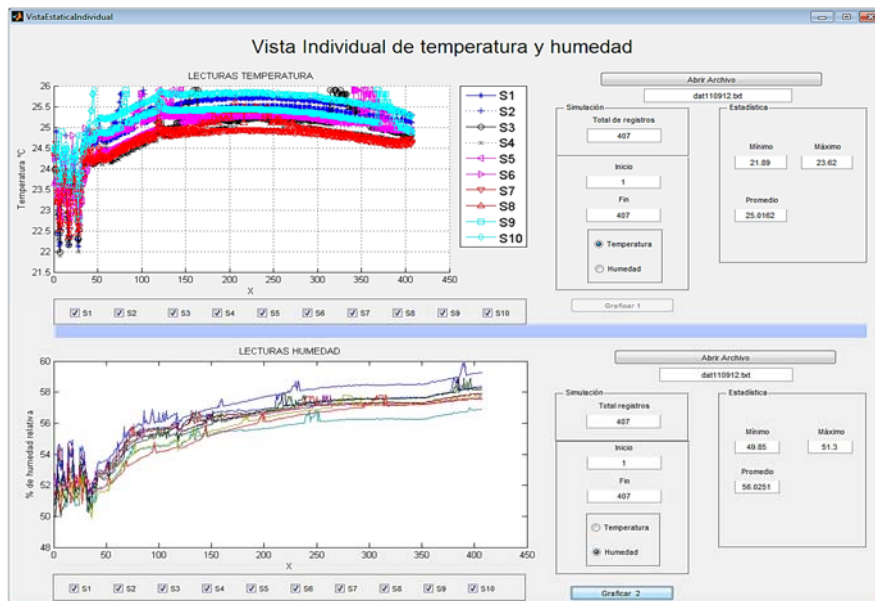 VistaEstaticaIndividual
Vista Individual de temperatura y humedad
LECTURAS TEMPERATURA
Temperatura ºC
26
25.5
25
24.5
24
23.5
23
22.5
22
21.5
0 50 100 150 200 250 300 350 400 450
X
S1
S2
S3
S4
S5
S6
S7
S8
S9
S10
S1 S2 S3 S4 S5 S6 S7 S8 S9 S10
Abrir Archivo
dat110912.txt
Simulación
Total de registros
407
Inicio
1
Fin
407
Temperatura
Humedad
Graficar 1
Estadística
Mínimo Máximo
21.89 23.62
Promedio
25.0162
LECTURAS HUMEDAD
% de humedad relativa
60
58
56
54
52
50
48
0 50 100 150 200 250 300 350 400 450 500
X
S1 S2 S3 S4 S5 S6 S7 S8 S9 S10
Abrir Archivo
dat110912.txt
Simulación
Total registros
407
Inicio
1
Fin
407
Temperatura
Humedad
Graficar 2
Estadística
Mínimo Máximo
49.85 51.3
Promedio
56.0251